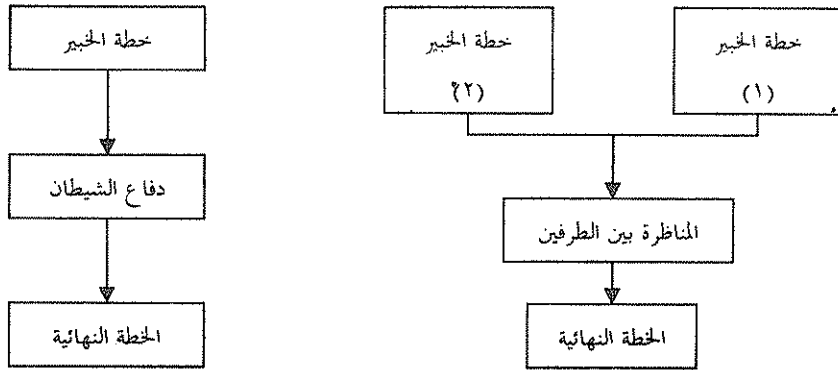 خطة الخبير
(١)
خطة الخبير
(٢)
المناظرة بين الطرفين
الخطة النهائية
خطة الخبير
دفاع الشيطان
الخطة النهائية